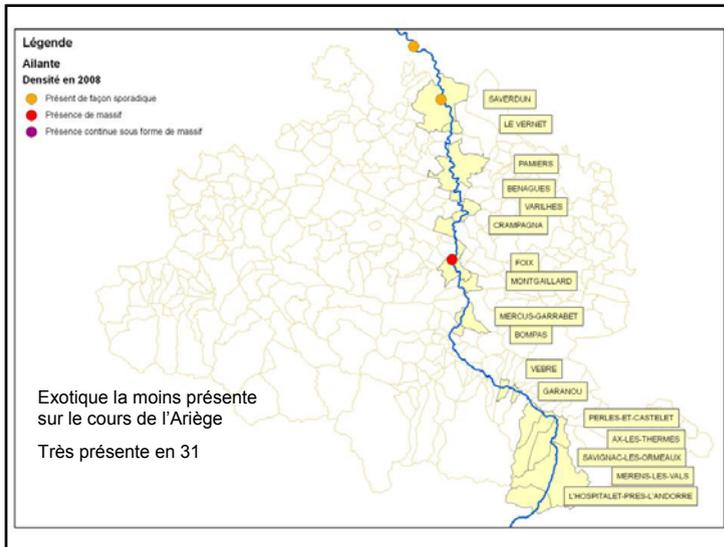 Légende
Ailante
Densité en 2008
Présent de façon sporadique
Présence de massif
Présence continue sous forme de massif
SAVERDUN
LE VERNET
PAMIERS
BENAGUES
VARILHES
CRAMPAGNA
FOIX
MONTGAILLARD
MERCUS-GARRABET
BOMPAS
VEBRE
GARANOU
PERLES-ET-CASTELET
AX-LES-THERMES
SAVIGNAC-LES-ORMEAUX
MERENS-LES-VALS
L'HOSPITALET-PRES-L'ANDORRE
Exotique la moins présente
sur le cours de l'Ariège
Très présente en 31